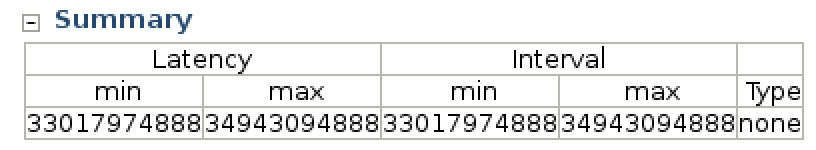 Summary
Latency Interval
min max min max Type
33017974888 34943094888 33017974888 34943094888 none